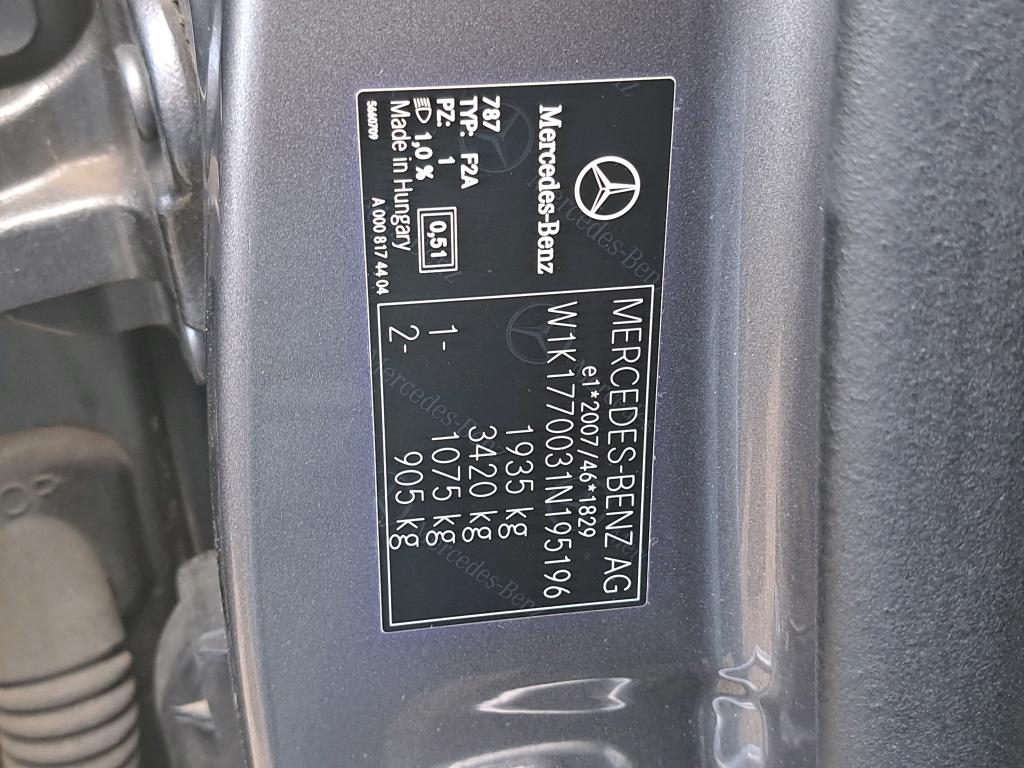 Mercedes-Benz
787
TYP: F2A
PZ: 1
1,0 %
0,51
Made in Hungary
5660709 A 000 817 44 04
MERCEDES-BENZ AG
e1*2007/46*1829
W1K1770031N195196
1935 kg
3420 kg
1- 1075 kg
2- 905 kg